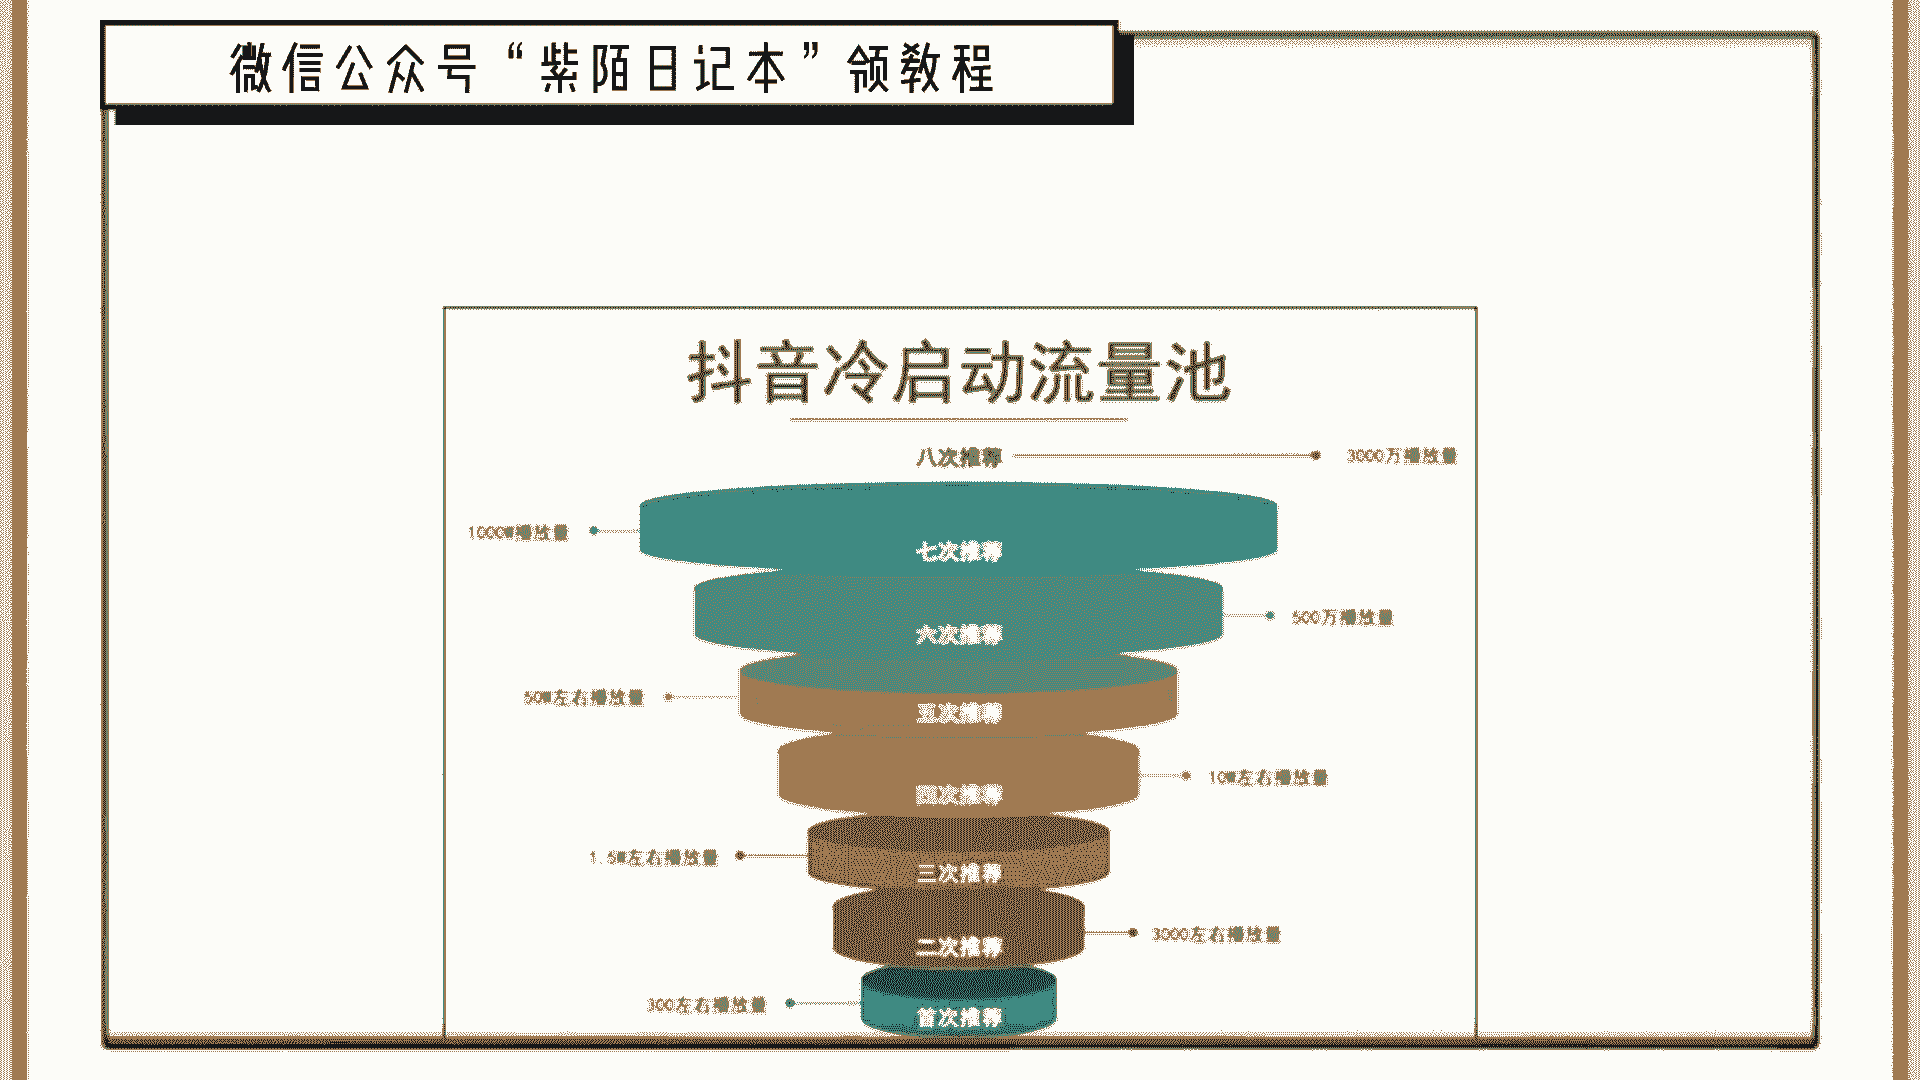 微信公众号“紫陌日记本”领教程
抖音冷启动流量池
八次推荐
3000万播放量
1000W播放量
七次推荐
六次推荐
500万播放量
50W左右播放量
五次推荐
四次推荐
10W左右播放量
1.5W左右播放量
三次推荐
二次推荐
3000左右播放量
300左右播放量
首次推荐